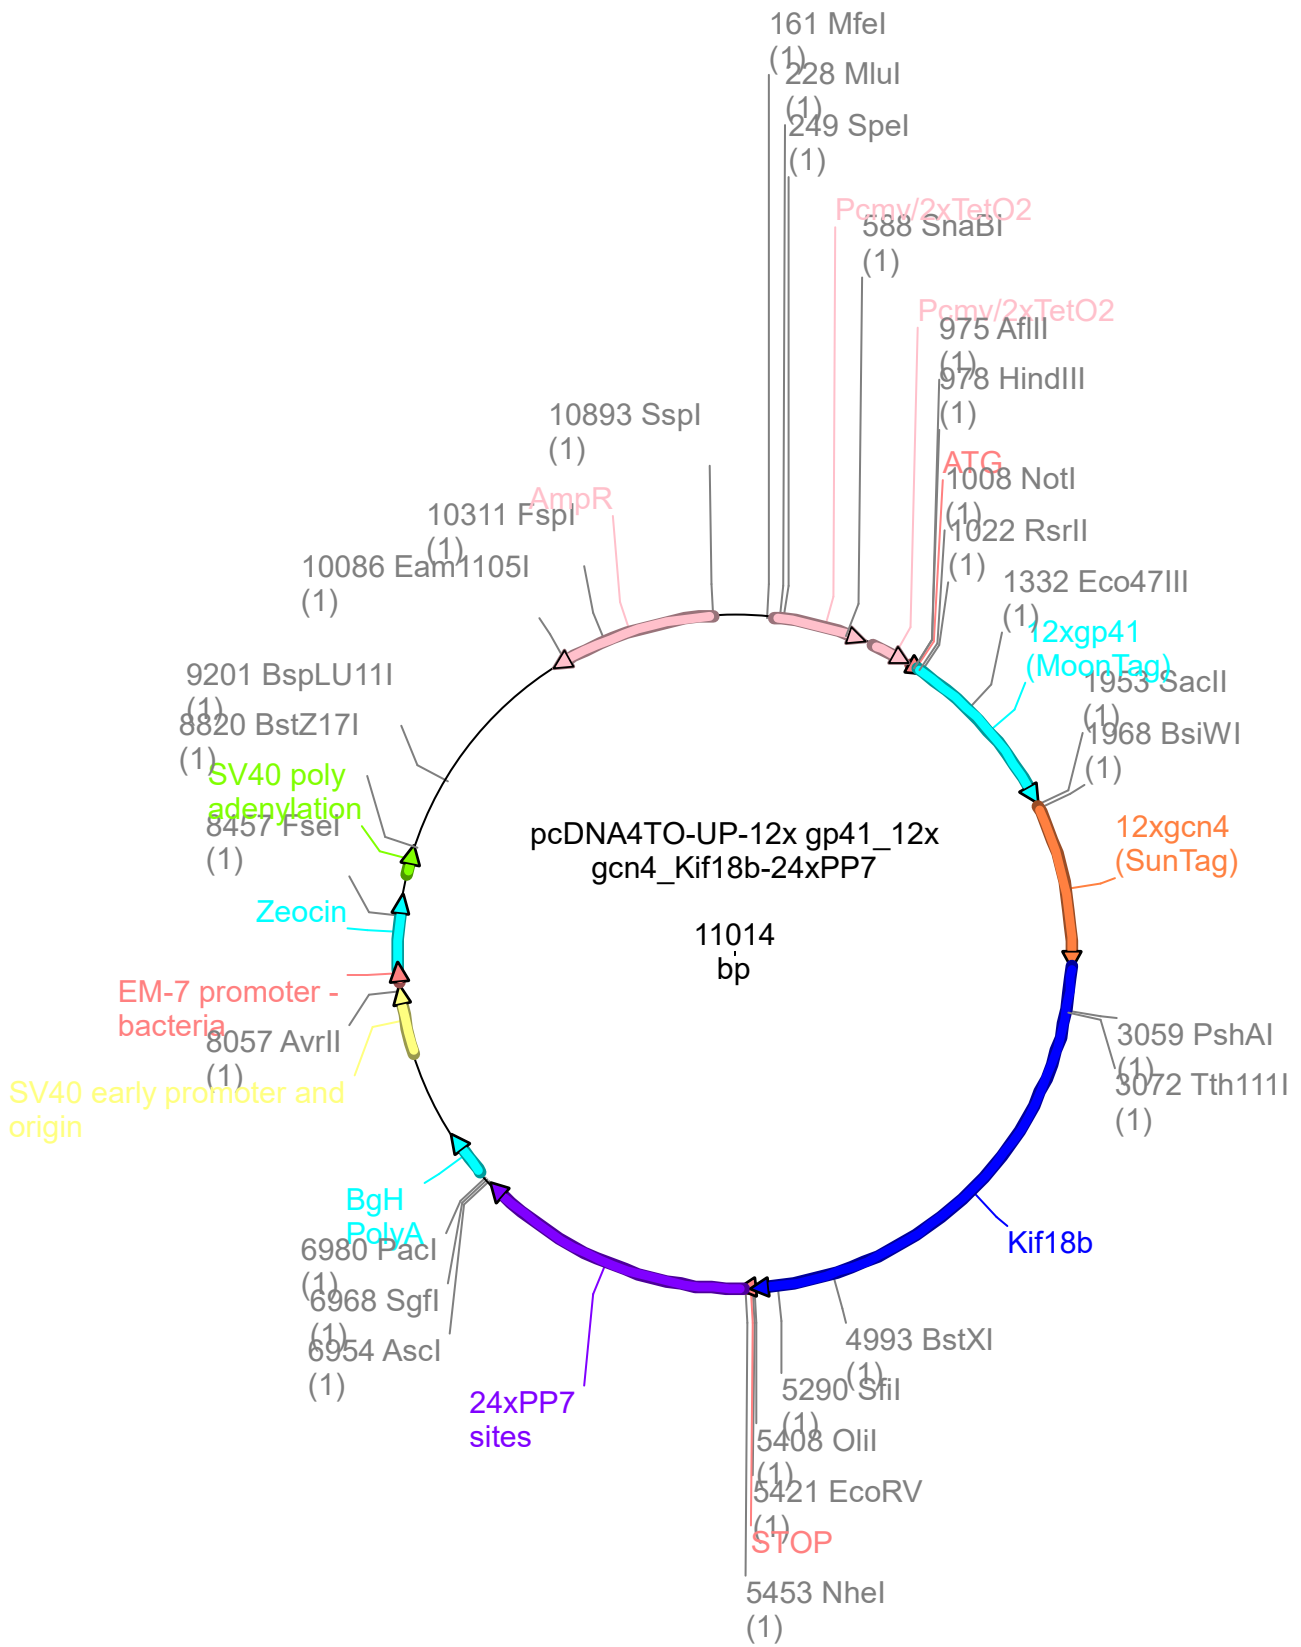 161 MfeI
(1)
228 MluI
(1)
249 SpeI
(1)
Pcmv/2xTetO2
588 SnaBI
(1)
Pcmv/2xTetO2
975 AflII
(1)
978 HindIII
(1)
ATG
1008 NotI
(1)
1022 RsrII
(1)
1332 Eco47III
(1)
12xgp41
(MoonTag)
1953 SacII
(1)
1968 BsiWI
(1)
12xgcn4
(SunTag)
3059 PshAI
(1)
3072 Tth111I
(1)
Kif18b
4993 BstXI
(1)
5290 SfiI
(1)
5408 OliI
(1)
5421 EcoRV
(1)
STOP
5453 NheI
(1)
24xPP7
sites
6954 AscI
(1)
6968 SgfI
(1)
6980 PacI
(1)
BgH
PolyA
SV40 early promoter and
origin
8057 AvrII
(1)
EM-7 promoter -
bacteria
Zeocin
8457 FseI
(1)
SV40 poly
adenylation
8820 BstZ17I
(1)
9201 BspLU11I
(1)
10086 Eam1105I
(1)
10311 FspI
(1)
AmpR
10893 SspI
(1)
pcDNA4TO-UP-12x gp41_12x
gcn4_Kif18b-24xPP7
11014
bp